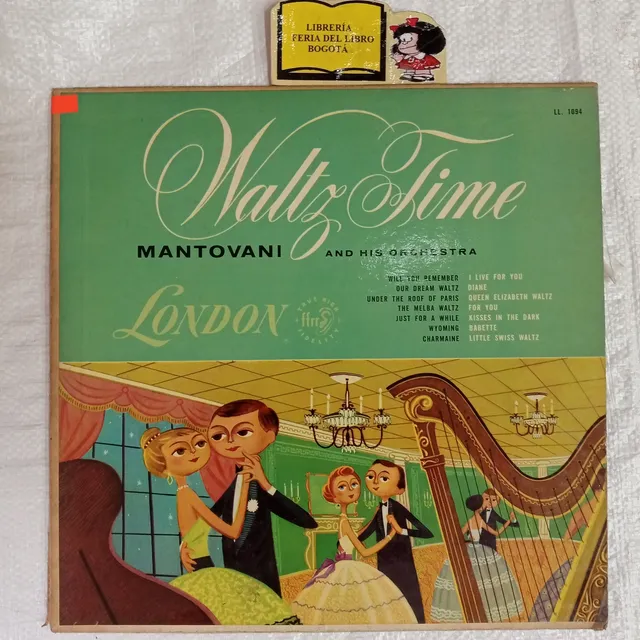 LIBRERÍA
FERIA DEL LIBRO
BOGOTÁ
LL. 1094
Waltz Time
MANTOVANI AND HIS ORCHESTRA
WILL YOU REMEMBER I LIVE FOR YOU
OUR DREAM WALTZ DIANE
UNDER THE ROOF OF PARIS QUEEN ELIZABETH WALTZ
THE MELBA WALTZ FOR YOU
JUST FOR A WHILE KISSES IN THE DARK
WYOMING BABETTE
CHARMAINE LITTLE SWISS WALTZ
LONDON
ffrr